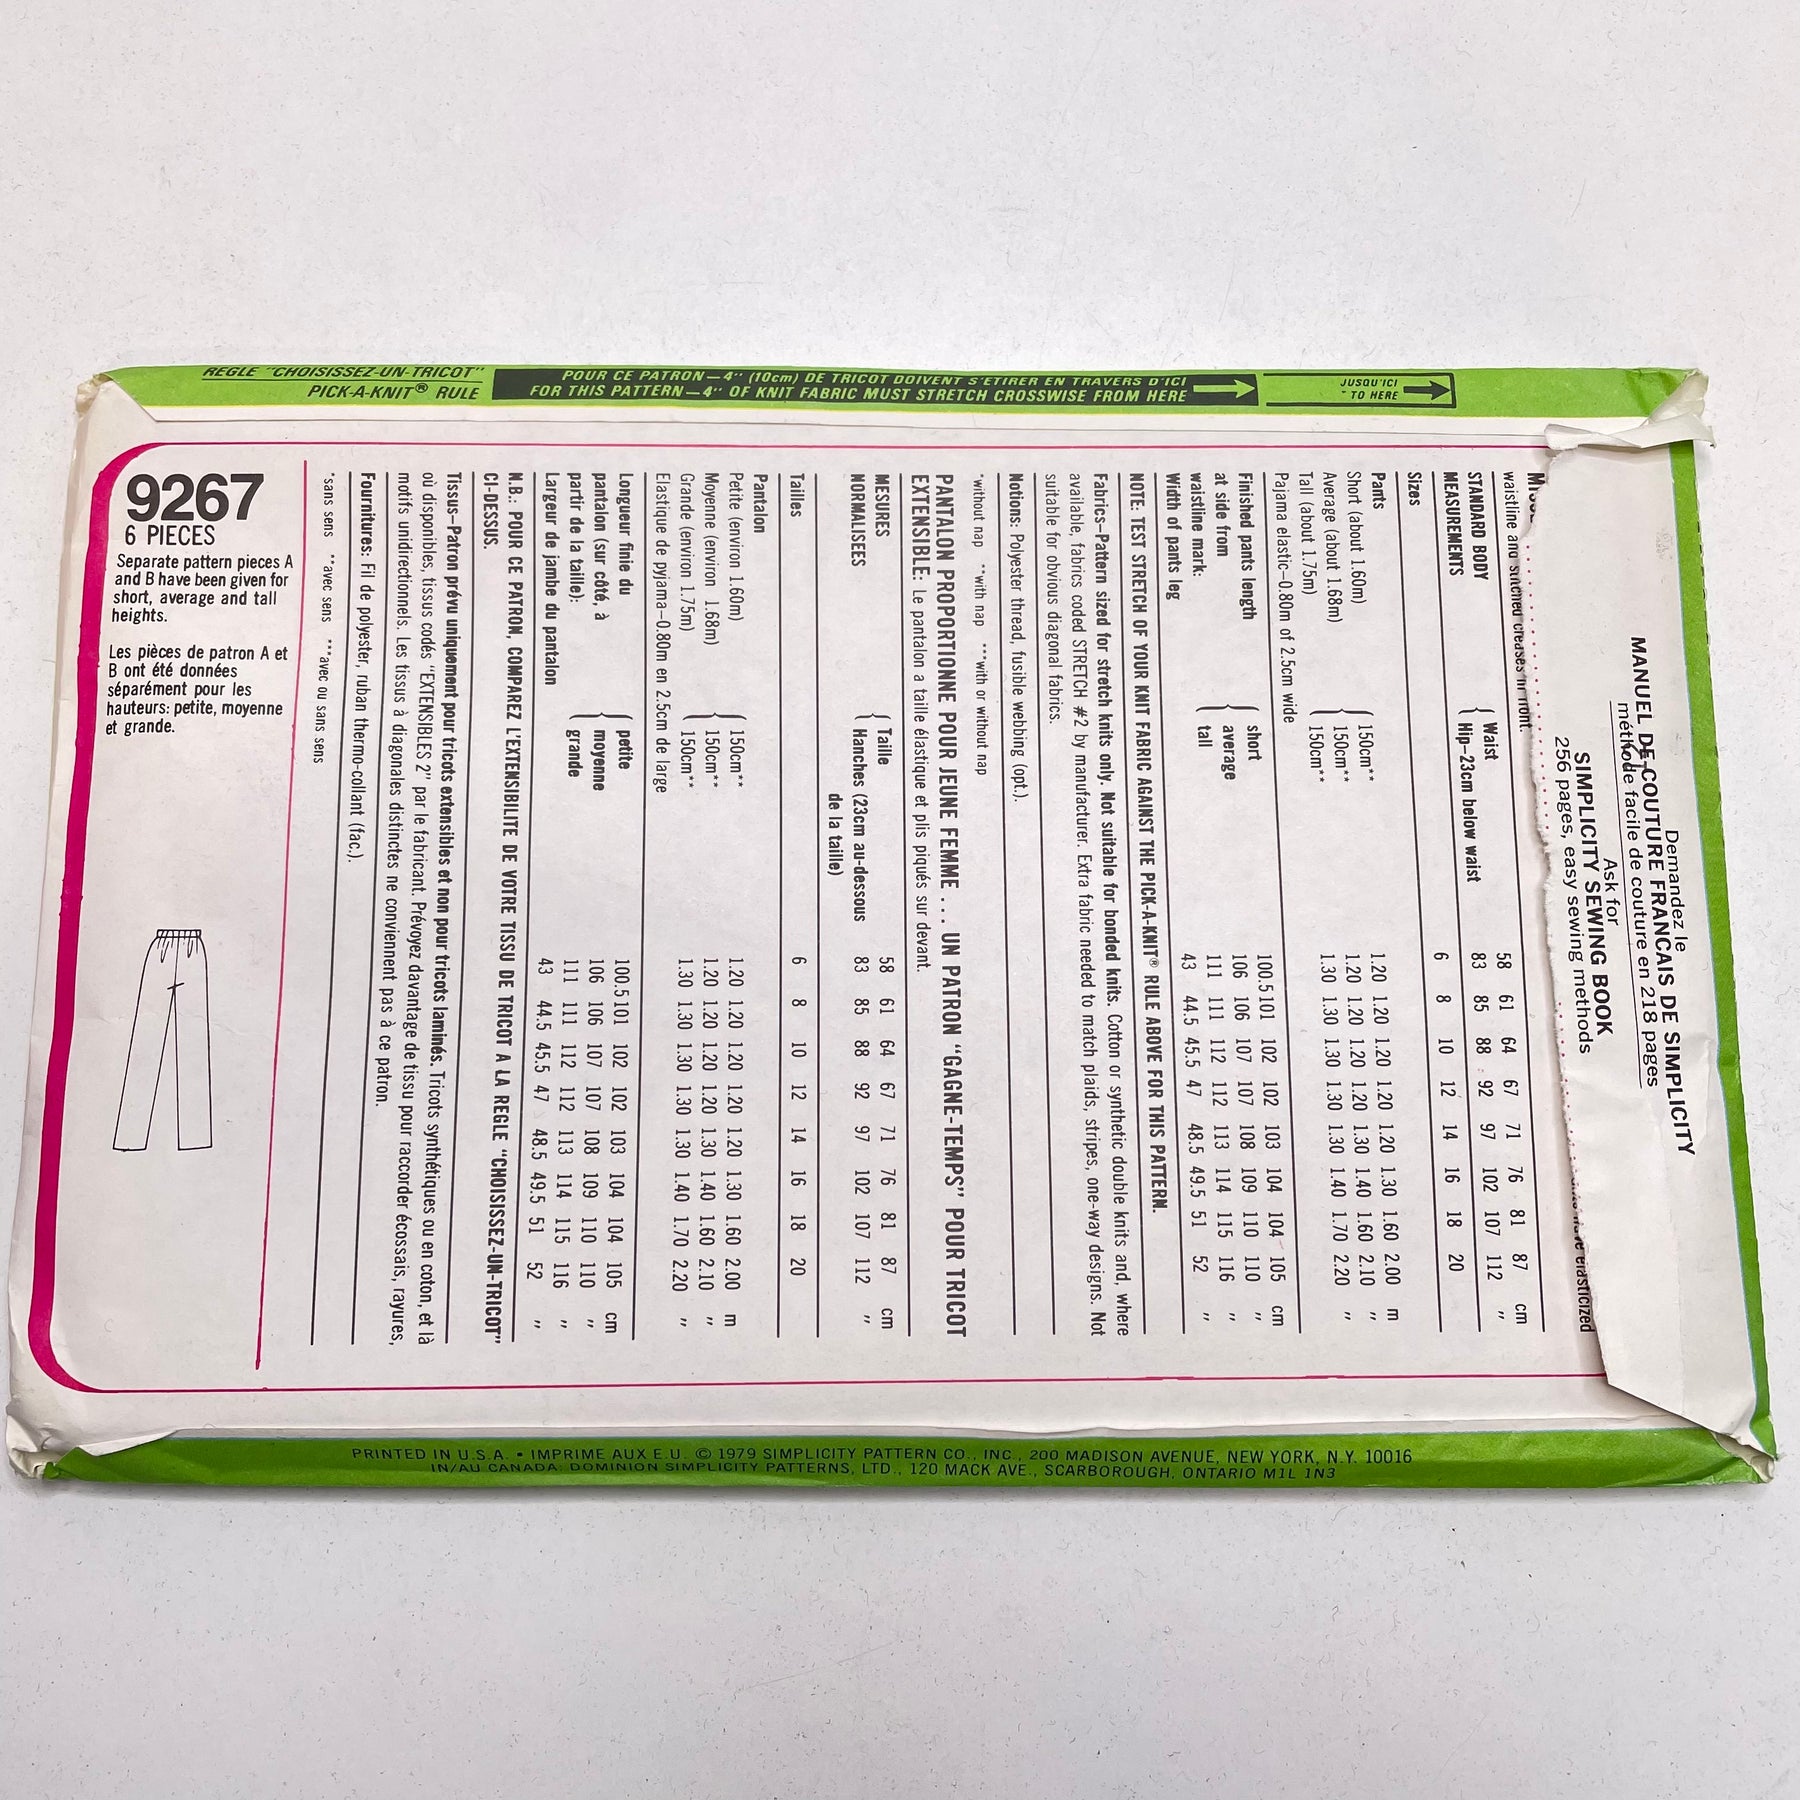 REGLE "CHOISISSEZ-UN-TRICOT"
PICK-A-KNIT® RULE
POUR CE PATRON—4" (10cm) DE TRICOT DOIVENT S'ETIRER EN TRAVERS D'ICI
FOR THIS PATTERN—4" OF KNIT FABRIC MUST STRETCH CROSSWISE FROM HERE
JUSQU'ICI
TO HERE
9267
6 PIECES
Separate pattern pieces A
and B have been given for
short, average and tall
heights.
Les pièces de patron A et
B ont été données
séparément pour les
hauteurs: petite, moyenne
et grande.
Demandez le
MANUEL DE COUTURE FRANCAIS DE SIMPLICITY
méthode facile de couture en 218 pages
Ask for
SIMPLICITY SEWING BOOK
256 pages, easy sewing methods
elasticized
waistline and stitched creases in front.
STANDARD BODY { Waist 58 61 64 67 71 76 81 87 cm
MEASUREMENTS { Hip–23cm below waist 83 85 88 92 97 102 107 112 "
Sizes 6 8 10 12 14 16 18 20
Pants
Short (about 1.60m) { 150cm** 1.20 1.20 1.20 1.20 1.20 1.30 1.60 2.00 m
Average (about 1.68m) { 150cm** 1.20 1.20 1.20 1.20 1.30 1.40 1.60 2.10 "
Tall (about 1.75m) { 150cm** 1.30 1.30 1.30 1.30 1.30 1.40 1.70 2.20 "
Pajama elastic–0.80m of 2.5cm wide
Finished pants length { short 100.5 101 102 102 103 104 104 105 cm
at side from { average 106 106 107 107 108 109 110 110 "
waistline mark: { tall 111 111 112 112 113 114 115 116 "
Width of pants leg 43 44.5 45.5 47 48.5 49.5 51 52 "
NOTE: TEST STRETCH OF YOUR KNIT FABRIC AGAINST THE PICK-A-KNIT® RULE ABOVE FOR THIS PATTERN.
Fabrics–Pattern sized for stretch knits only. Not suitable for bonded knits. Cotton or synthetic double knits and, where
available, fabrics coded STRETCH #2 by manufacturer. Extra fabric needed to match plaids, stripes, one-way designs. Not
suitable for obvious diagonal fabrics.
Notions: Polyester thread, fusible webbing (opt.).
*without nap **with nap ***with or without nap
PANTALON PROPORTIONNE POUR JEUNE FEMME . . . UN PATRON "GAGNE-TEMPS" POUR TRICOT
EXTENSIBLE: Le pantalon a taille élastique et plis piqués sur devant.
MESURES { Taille 58 61 64 67 71 76 81 87 cm
NORMALISEES { Hanches (23cm au-dessous 83 85 88 92 97 102 107 112 "
de la taille)
Tailles 6 8 10 12 14 16 18 20
Pantalon
Petite (environ 1.60m) { 150cm** 1.20 1.20 1.20 1.20 1.20 1.30 1.60 2.00 m
Moyenne (environ 1.68m) { 150cm** 1.20 1.20 1.20 1.20 1.30 1.40 1.60 2.10 "
Grande (environ 1.75m) { 150cm** 1.30 1.30 1.30 1.30 1.30 1.40 1.70 2.20 "
Elastique de pyjama–0.80m en 2.5cm de large
Longueur finie du { petite 100.5 101 102 102 103 104 104 105 cm
pantalon (sur côté, à { moyenne 106 106 107 107 108 109 110 110 "
partir de la taille): { grande 111 111 112 112 113 114 115 116 "
Largeur de jambe du pantalon 43 44.5 45.5 47 48.5 49.5 51 52 "
N.B.: POUR CE PATRON, COMPAREZ L'EXTENSIBILITE DE VOTRE TISSU DE TRICOT A LA REGLE "CHOISISSEZ-UN-TRICOT"
CI-DESSUS.
Tissus–Patron prévu uniquement pour tricots extensibles et non pour tricots laminés. Tricots synthétiques ou en coton, et là
où disponibles, tissus codés "EXTENSIBLES 2" par le fabricant. Prévoyez davantage de tissu pour raccorder écossais, rayures,
motifs unidirectionnels. Les tissus à diagonales distinctes ne conviennent pas à ce patron.
Fournitures: Fil de polyester, ruban thermo-collant (fac.).
*sans sens **avec sens ***avec ou sans sens
PRINTED IN U.S.A. • IMPRIME AUX E.U. © 1979 SIMPLICITY PATTERN CO., INC., 200 MADISON AVENUE, NEW YORK, N.Y. 10016
IN/AU CANADA: DOMINION SIMPLICITY PATTERNS, LTD., 120 MACK AVE., SCARBOROUGH, ONTARIO M1L 1N3